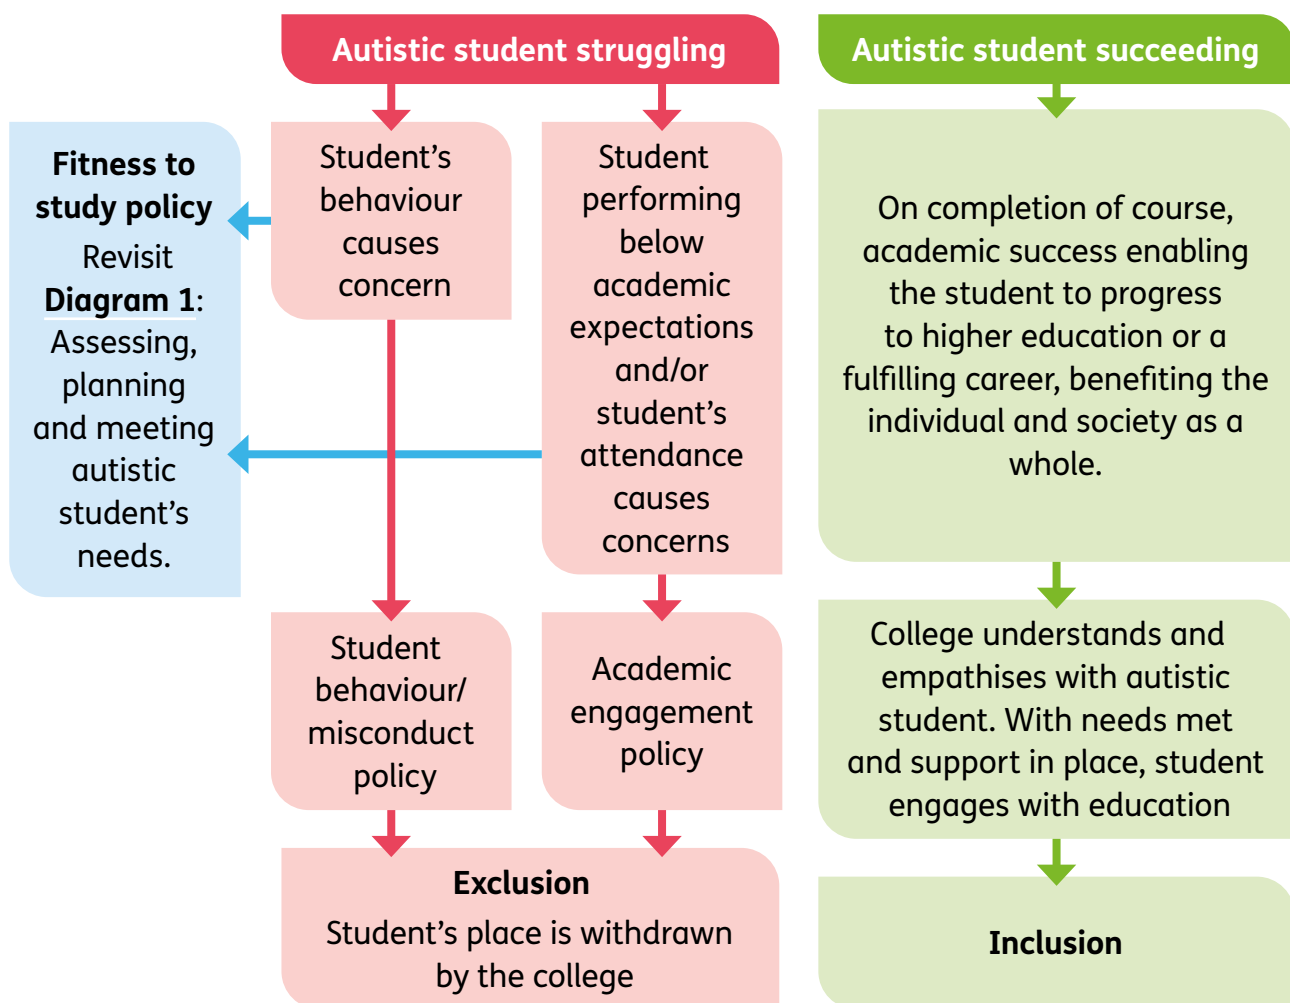 Autistic student struggling
Autistic student succeeding
Fitness to
study policy
Revisit
Diagram 1:
Assessing,
planning
and meeting
autistic
student’s
needs.
Student’s
behaviour
causes
concern
Student
performing
below
academic
expectations
and/or
student’s
attendance
causes
concerns
On completion of course,
academic success enabling
the student to progress
to higher education or a
fulfilling career, benefiting the
individual and society as a
whole.
Student
behaviour/
misconduct
policy
Academic
engagement
policy
College understands and
empathises with autistic
student. With needs met
and support in place, student
engages with education
Exclusion
Student’s place is withdrawn
by the college
Inclusion